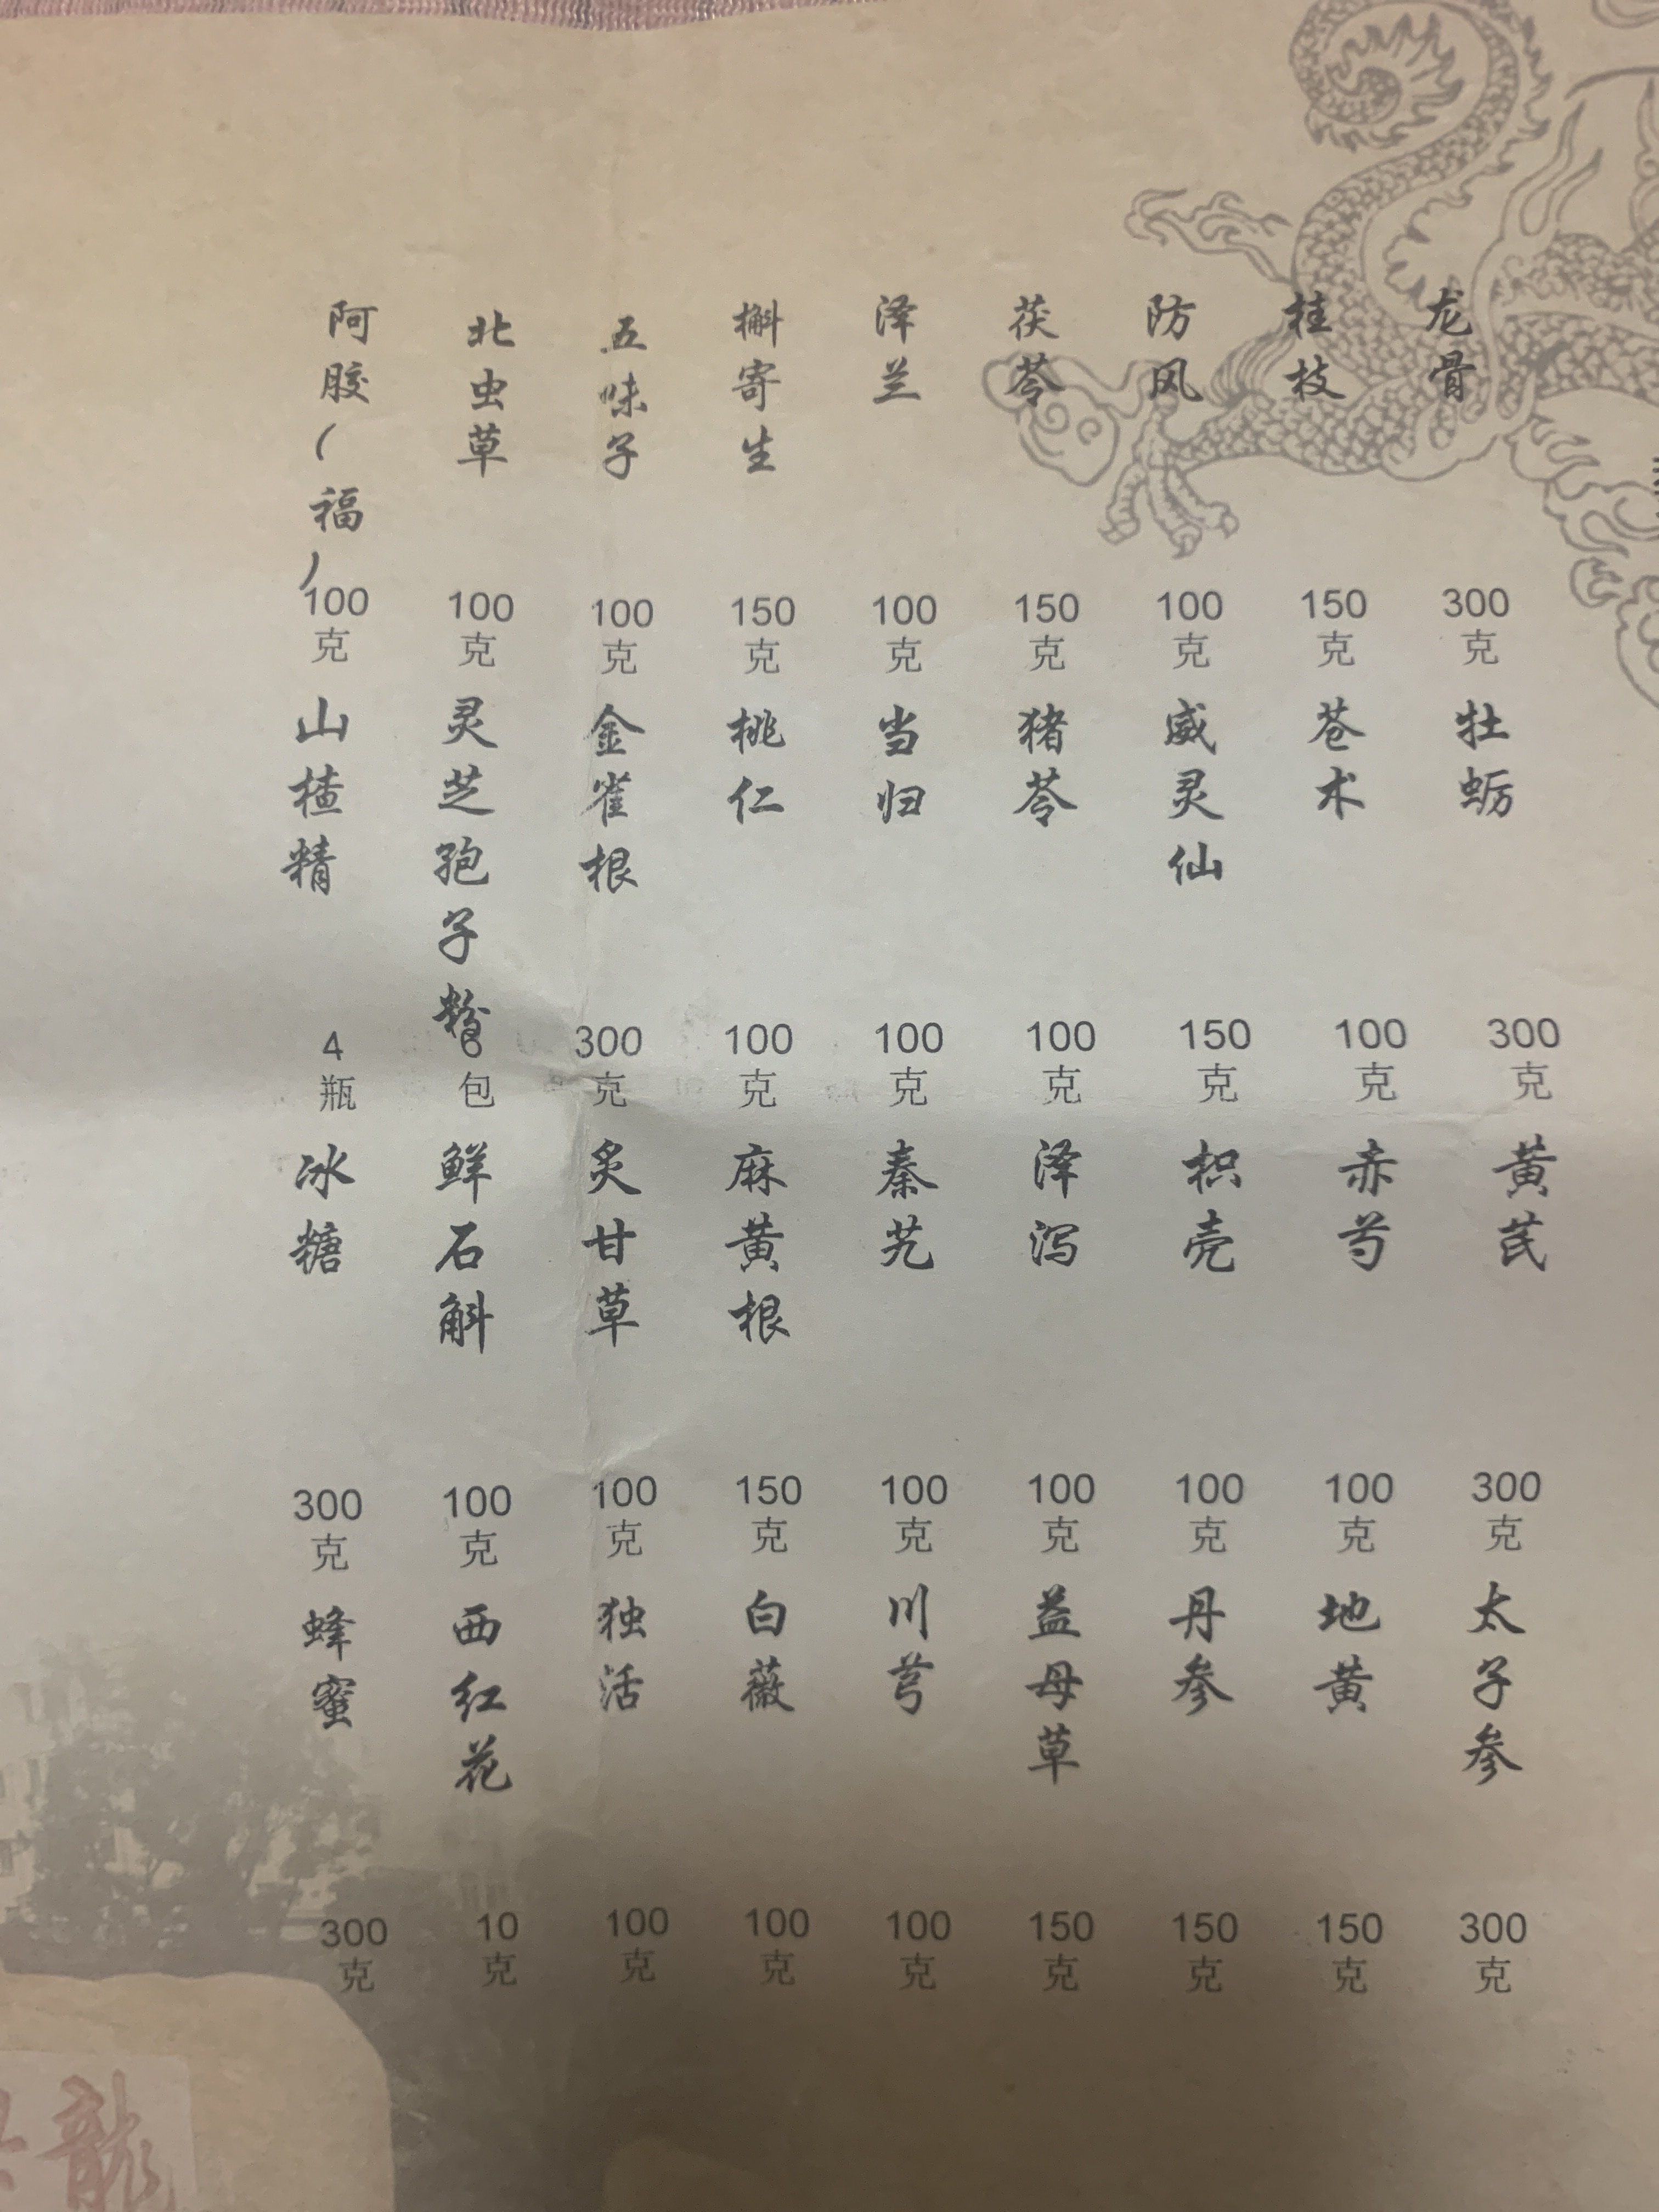 龙骨 300克 牡蛎 300克 黄芪 300克 太子参 300克
桂枝 150克 苍术 100克 赤芍 100克 地黄 150克
防风 100克 威灵仙 150克 枳壳 100克 丹参 150克
茯苓 150克 猪苓 100克 泽泻 100克 益母草 150克
泽兰 100克 当归 100克 秦艽 100克 川芎 100克
槲寄生 150克 桃仁 100克 麻黄根 150克 白薇 100克
五味子 100克 金雀根 300克 炙甘草 100克 独活 100克
北虫草 100克 灵芝孢子粉 包 鲜石斛 100克 西红花 10克
阿胶(福) 100克 山楂精 4瓶 冰糖 300克 蜂蜜 300克
龍